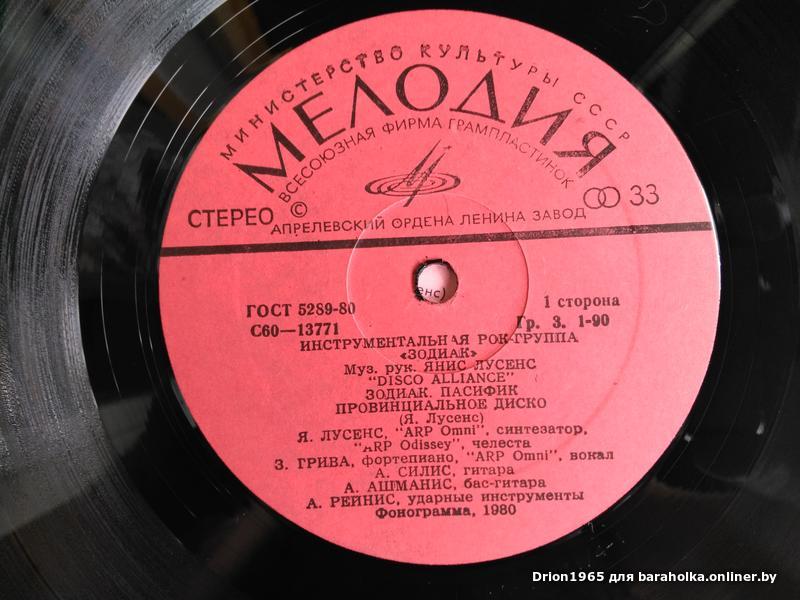 МИНИСТЕРСТВО КУЛЬТУРЫ СССР
МЕЛОДИЯ
ВСЕСОЮЗНАЯ ФИРМА ГРАМПЛАСТИНОК
СТЕРЕО © 33
АПРЕЛЕВСКИЙ ОРДЕНА ЛЕНИНА ЗАВОД
ГОСТ 5289-80 1 сторона
С60—13771 Гр. 3. 1-90
ИНСТРУМЕНТАЛЬНАЯ РОК-ГРУППА
«ЗОДИАК»
Муз. рук. ЯНИС ЛУСЕНС
"DISCO ALLIANCE"
ЗОДИАК. ПАСИФИК
ПРОВИНЦИАЛЬНОЕ ДИСКО
(Я. Лусенс)
Я. ЛУСЕНС, "ARP Omni", синтезатор,
"ARP Odissey", челеста
З. ГРИВА, фортепиано, "ARP Omni", вокал
А. СИЛИС, гитара
А. АШМАНИС, бас-гитара
А. РЕЙНИС, ударные инструменты
Фонограмма, 1980
Drion1965 для baraholka.onliner.by